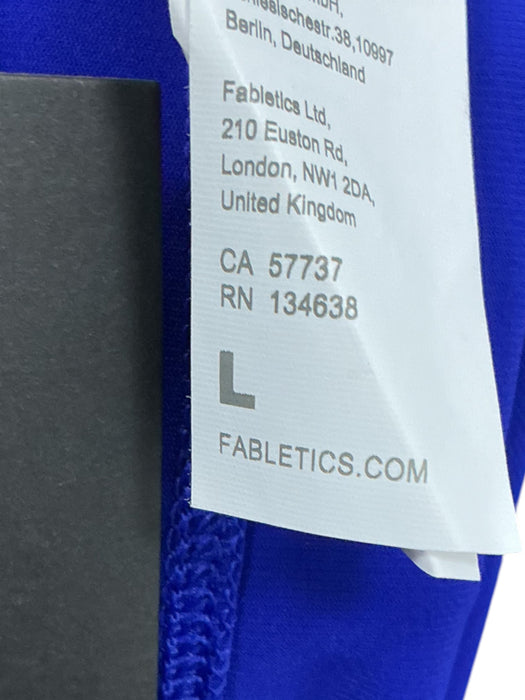 Berlin, Deutschland
Fabletics Ltd,
210 Euston Rd,
London, NW1 2DA,
United Kingdom
CA 57737
RN 134638
L
FABLETICS.COM